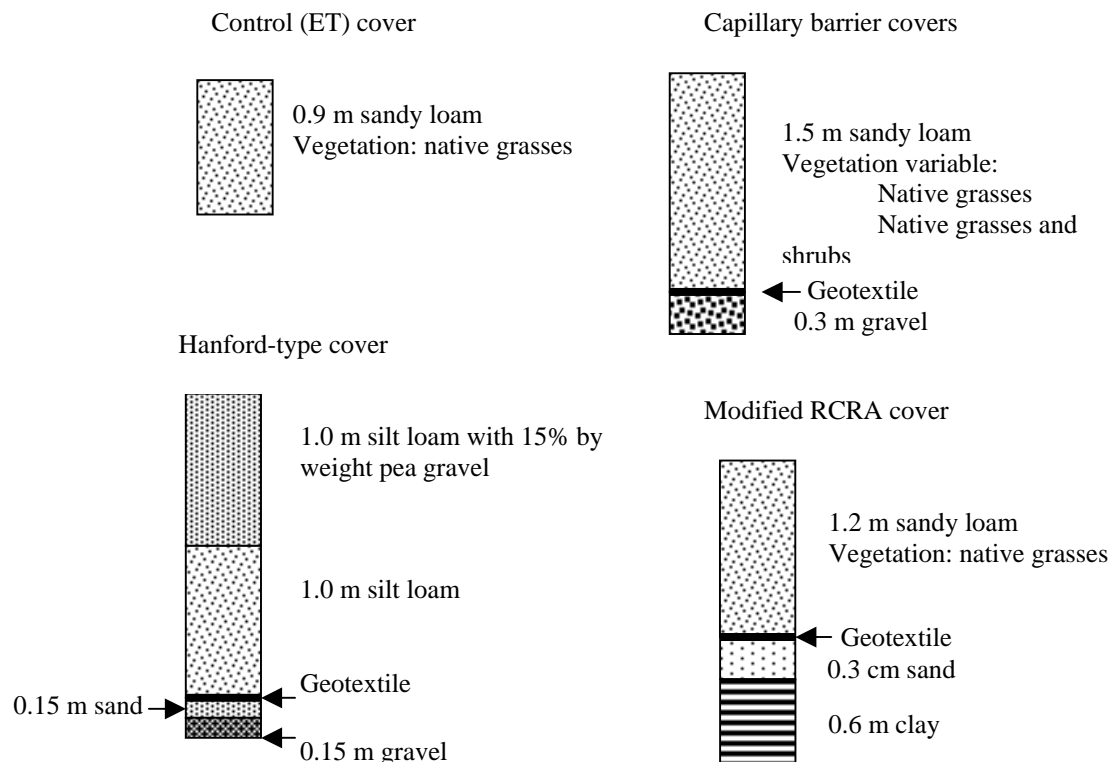 Control (ET) cover
0.9 m sandy loam
Vegetation: native grasses
Capillary barrier covers
1.5 m sandy loam
Vegetation variable:
Native grasses
Native grasses and
shrubs
Geotextile
0.3 m gravel
Hanford-type cover
1.0 m silt loam with 15% by
weight pea gravel
1.0 m silt loam
Geotextile
0.15 m sand
0.15 m gravel
Modified RCRA cover
1.2 m sandy loam
Vegetation: native grasses
Geotextile
0.3 cm sand
0.6 m clay